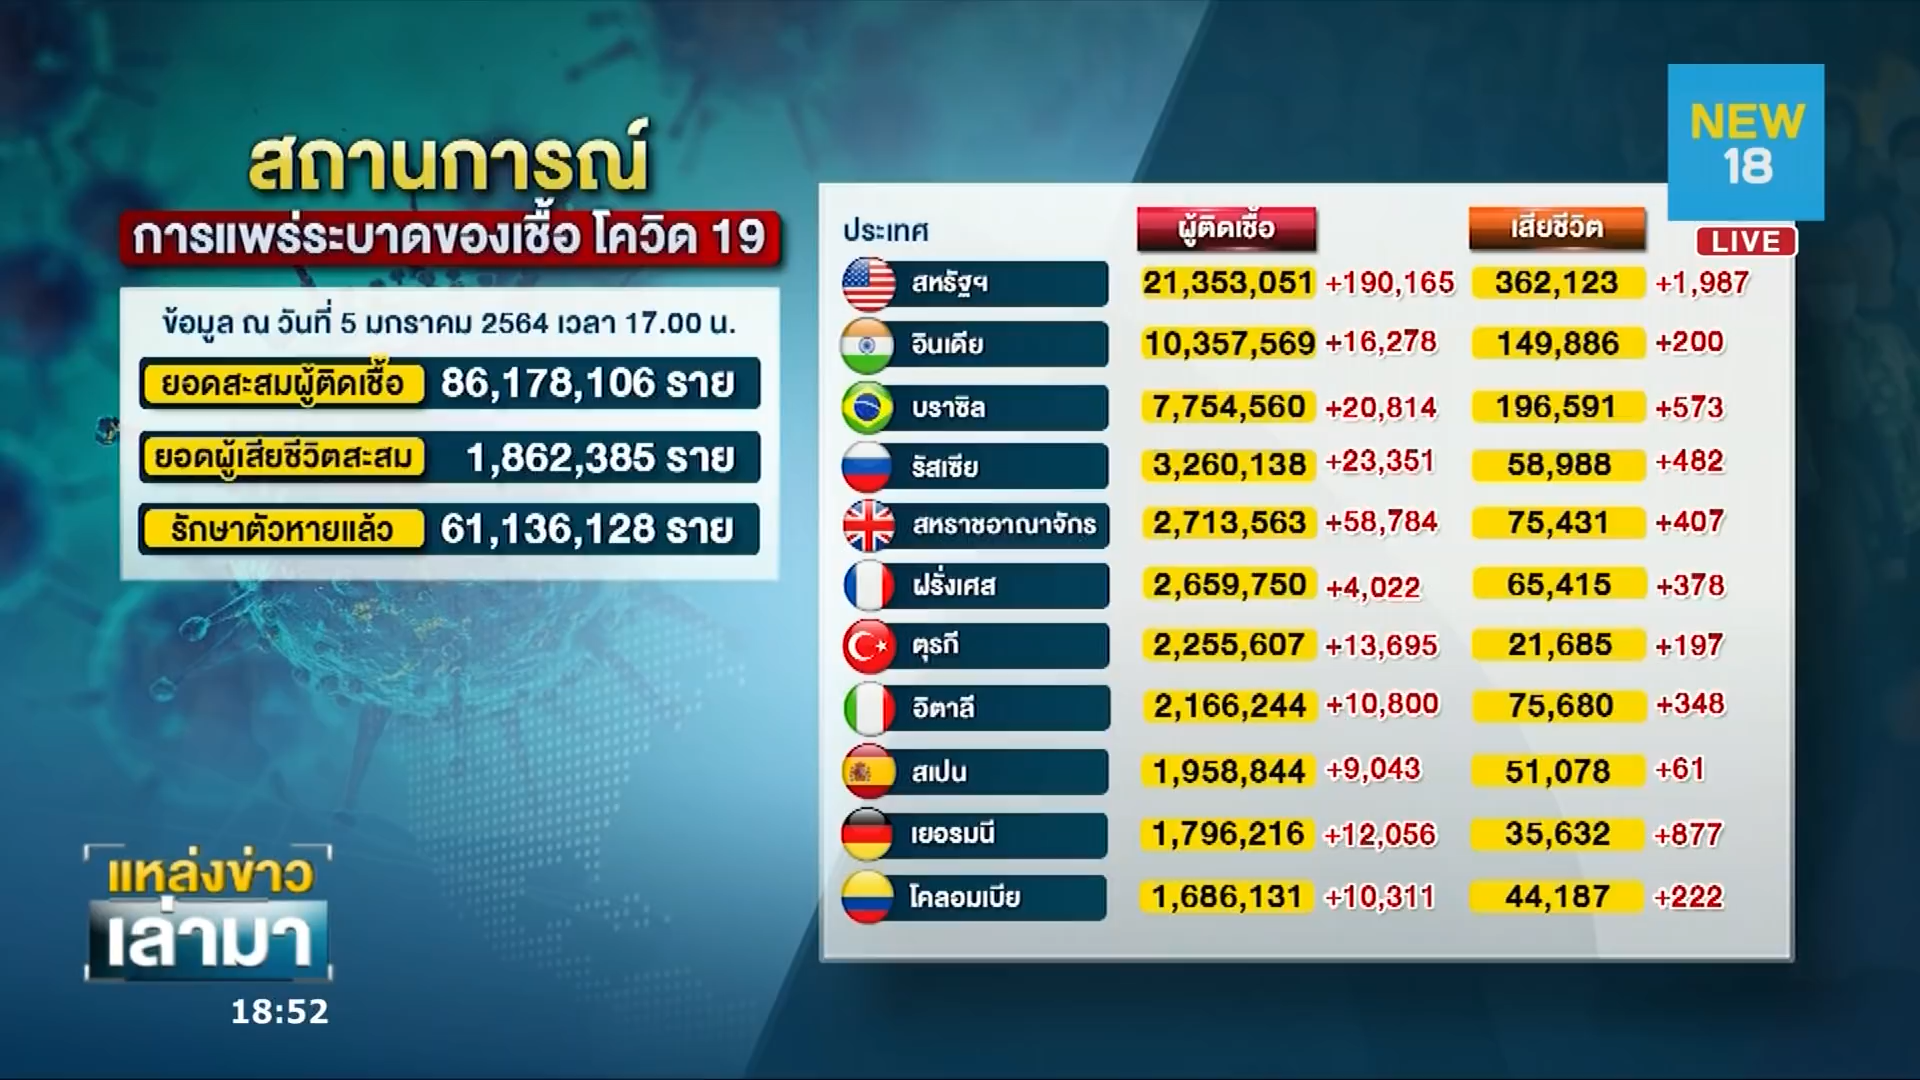 สถานการณ์
การแพร่ระบาดของเชื้อ โควิด 19
ข้อมูล ณ วันที่ 5 มกราคม 2564 เวลา 17.00 น.
ยอดสะสมผู้ติดเชื้อ 86,178,106 ราย
ยอดผู้เสียชีวิตสะสม 1,862,385 ราย
รักษาตัวหายแล้ว 61,136,128 ราย
NEW
18
LIVE
ประเทศ ผู้ติดเชื้อ เสียชีวิต
สหรัฐฯ 21,353,051 +190,165 362,123 +1,987
อินเดีย 10,357,569 +16,278 149,886 +200
บราซิล 7,754,560 +20,814 196,591 +573
รัสเซีย 3,260,138 +23,351 58,988 +482
สหราชอาณาจักร 2,713,563 +58,784 75,431 +407
ฝรั่งเศส 2,659,750 +4,022 65,415 +378
ตุรกี 2,255,607 +13,695 21,685 +197
อิตาลี 2,166,244 +10,800 75,680 +348
สเปน 1,958,844 +9,043 51,078 +61
เยอรมนี 1,796,216 +12,056 35,632 +877
โคลอมเบีย 1,686,131 +10,311 44,187 +222
แหล่งข่าว
เล่ามา
18:52